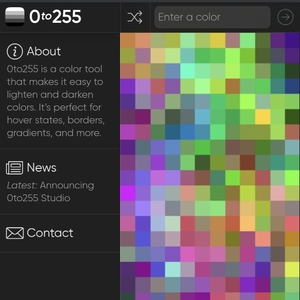 0to255
Enter a color
About
0to255 is a color tool
that makes it easy to
lighten and darken
colors. It's perfect for
hover states, borders,
gradients, and more.
News
Latest: Announcing
0to255 Studio
Contact